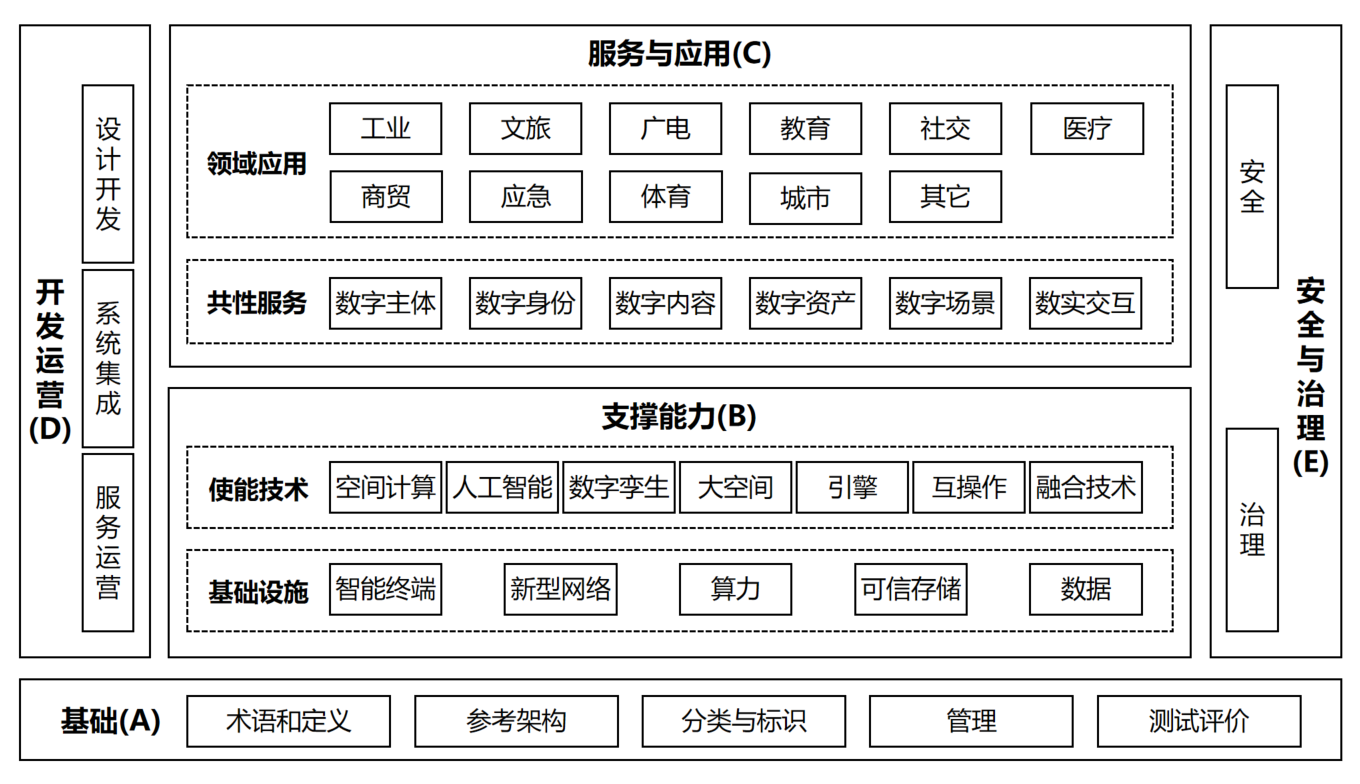 服务与应用(C)
领域应用
工业 文旅 广电 教育 社交 医疗
商贸 应急 体育 城市 其它
共性服务
数字主体 数字身份 数字内容 数字资产 数字场景 数实交互
支撑能力(B)
使能技术
空间计算 人工智能 数字孪生 大空间 引擎 互操作 融合技术
基础设施
智能终端 新型网络 算力 可信存储 数据
开发运营(D)
设计开发
系统集成
服务运营
安全与治理(E)
安全
治理
基础(A)
术语和定义 参考架构 分类与标识 管理 测试评价